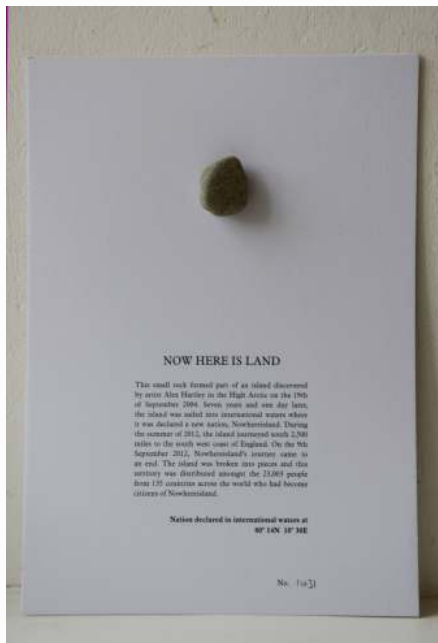 NOW HERE IS LAND
This small rock formed part of an island discovered
by artist Alex Hartley in the High Arctic on the 19th
of September 2004. Seven years and one day later,
the island was sailed into international waters where
it was declared a new nation, Nowhereisland. During
the summer of 2012, the island journeyed south 2,500
miles to the south west coast of England. On the 9th
September 2012, Nowhereisland's journey came to
an end. The island was broken into pieces and this
territory was distributed amongst the 23,003 people
from 135 countries across the world who had become
citizens of Nowhereisland.
Nation declared in international waters at
80° 14N 10° 30E
No.